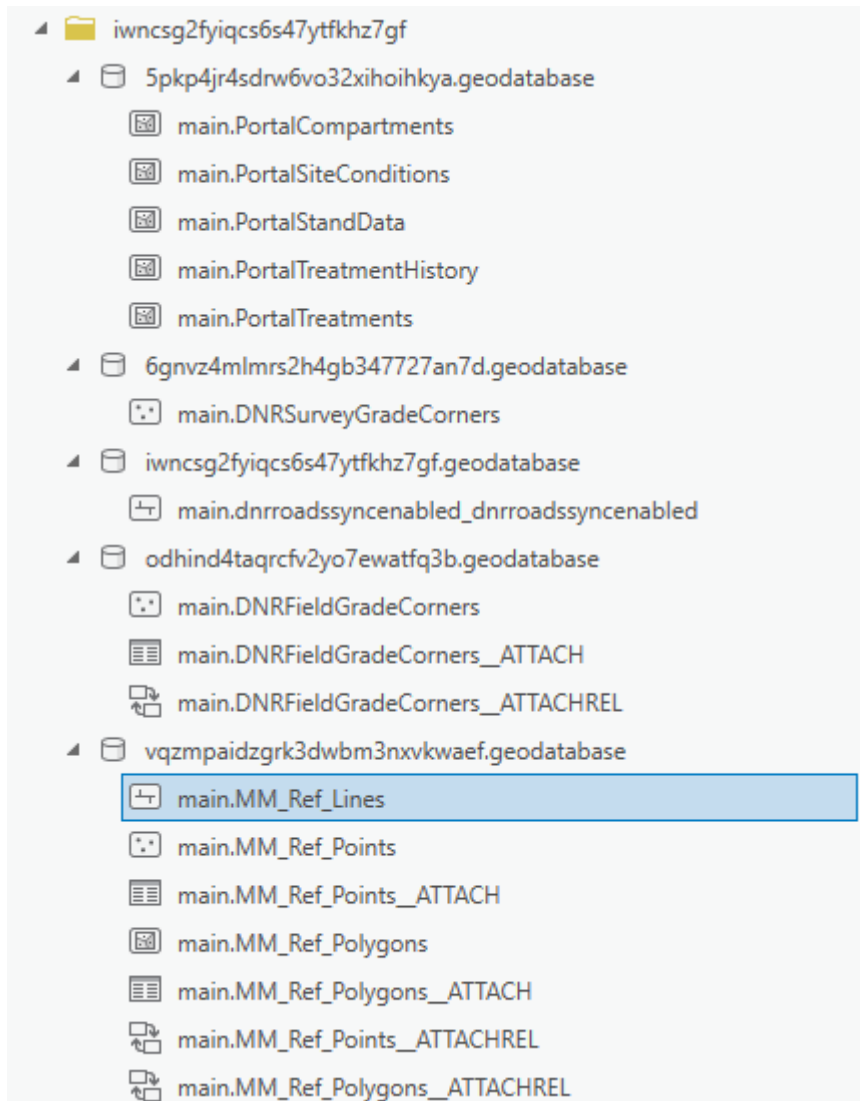 iwncsg2fyiqcs6s47ytfkhz7gf
5pkp4jr4sdrw6vo32xihoihkya.geodatabase
main.PortalCompartments
main.PortalSiteConditions
main.PortalStandData
main.PortalTreatmentHistory
main.PortalTreatments
6gnvz4mlmrs2h4gb347727an7d.geodatabase
main.DNRSurveyGradeCorners
iwncsg2fyiqcs6s47ytfkhz7gf.geodatabase
main.dnrroadssyncenabled_dnrroadssyncenabled
odhind4taqrcfv2yo7ewatfq3b.geodatabase
main.DNRFieldGradeCorners
main.DNRFieldGradeCorners__ATTACH
main.DNRFieldGradeCorners__ATTACHREL
vqzmpaidzgrk3dwbm3nxvkwaef.geodatabase
main.MM_Ref_Lines
main.MM_Ref_Points
main.MM_Ref_Points__ATTACH
main.MM_Ref_Polygons
main.MM_Ref_Polygons__ATTACH
main.MM_Ref_Points__ATTACHREL
main.MM_Ref_Polygons__ATTACHREL